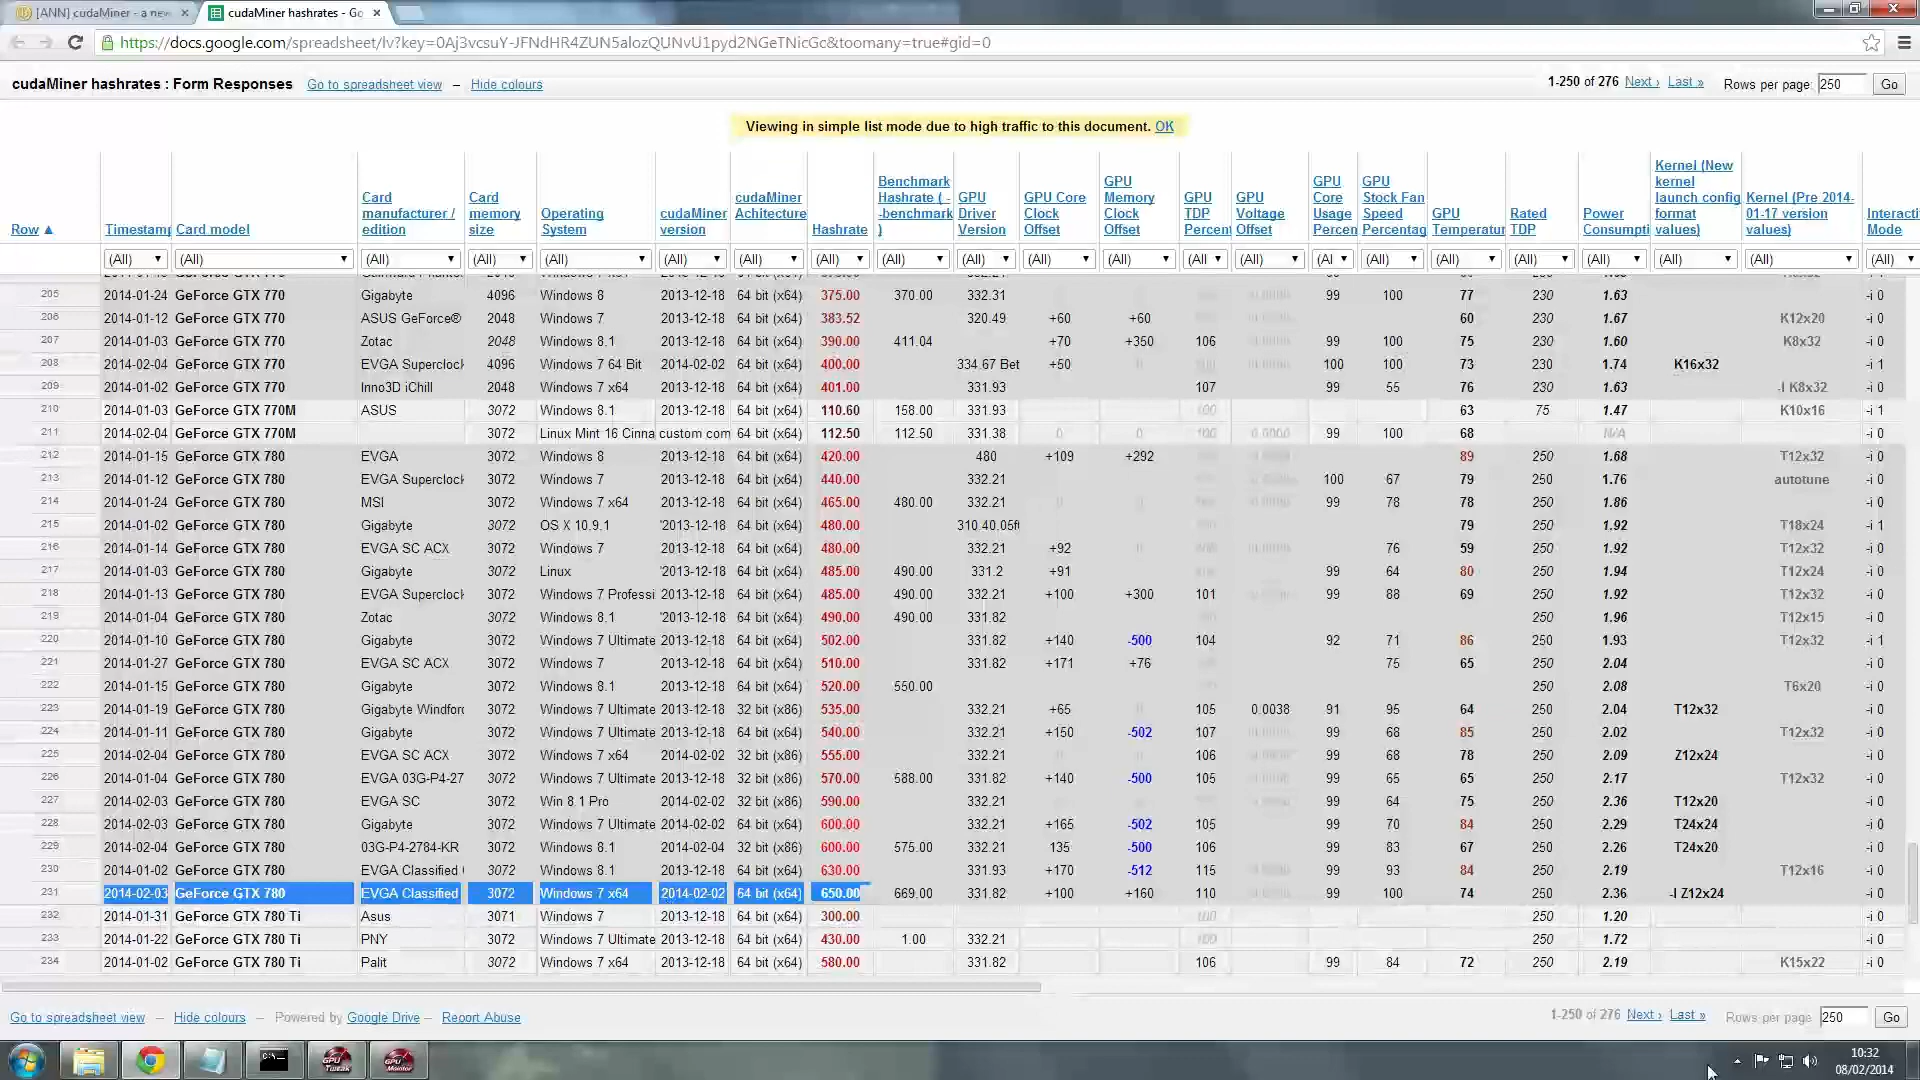 [ANN] cudaMiner - a new
cudaMiner hashrates - Go
https://docs.google.com/spreadsheet/lv?key=0Aj3vcsuY-JFNdHR4ZUN5alozQUNvU1pyd2NGeTNicGc&toomany=true#gid=0
cudaMiner hashrates : Form Responses Go to spreadsheet view – Hide colours 1-250 of 276 Next › Last » Rows per page: 250 Go
Viewing in simple list mode due to high traffic to this document. OK
Row ▲ Timestamp Card model Card manufacturer / edition Card memory size Operating System cudaMiner version cudaMiner Achitecture Hashrate Benchmark Hashrate ( --benchmark ) GPU Driver Version GPU Core Clock Offset GPU Memory Clock Offset GPU TDP Percent GPU Voltage Offset GPU Core Usage Percen GPU Stock Fan Speed Percentag GPU Temperatur Rated TDP Power Consumpti Kernel (New kernel launch config format values) Kernel (Pre 2014-01-17 version values) Interacti Mode
(All) (All) (All) (All) (All) (All) (All) (All) (All) (All) (All) (All) (All) (All) (Al (All) (All) (All) (All) (All) (All) (All)
205 2014-01-24 GeForce GTX 770 Gigabyte 4096 Windows 8 2013-12-18 64 bit (x64) 375.00 370.00 332.31 99 100 77 230 1.63 -i 0
206 2014-01-12 GeForce GTX 770 ASUS GeForce® 2048 Windows 7 2013-12-18 64 bit (x64) 383.52 320.49 +60 +60 60 230 1.67 K12x20 -i 0
207 2014-01-03 GeForce GTX 770 Zotac 2048 Windows 8.1 2013-12-18 64 bit (x64) 390.00 411.04 +70 +350 106 99 100 75 230 1.60 K8x32 -i 0
208 2014-02-04 GeForce GTX 770 EVGA Superclock 4096 Windows 7 64 Bit 2014-02-02 64 bit (x64) 400.00 334.67 Bet +50 100 100 73 230 1.74 K16x32 -i 1
209 2014-01-02 GeForce GTX 770 Inno3D iChill 2048 Windows 7 x64 2013-12-18 64 bit (x64) 401.00 331.93 107 99 55 76 230 1.63 -l K8x32 -i 0
210 2014-01-03 GeForce GTX 770M ASUS 3072 Windows 8.1 2013-12-18 64 bit (x64) 110.60 158.00 331.93 100 63 75 1.47 K10x16 -i 1
211 2014-02-04 GeForce GTX 770M 3072 Linux Mint 16 Cinna custom com 64 bit (x64) 112.50 112.50 331.38 0 0 100 0.0000 99 100 68 N/A -i 0
212 2014-01-15 GeForce GTX 780 EVGA 3072 Windows 8 2013-12-18 64 bit (x64) 420.00 480 +109 +292 89 250 1.68 T12x32 -i 0
213 2014-01-12 GeForce GTX 780 EVGA Superclock 3072 Windows 7 2013-12-18 64 bit (x64) 440.00 332.21 100 67 79 250 1.76 autotune -i 0
214 2014-01-24 GeForce GTX 780 MSI 3072 Windows 7 x64 2013-12-18 64 bit (x64) 465.00 480.00 332.21 99 78 78 250 1.86 -i 0
215 2014-01-02 GeForce GTX 780 Gigabyte 3072 OS X 10.9.1 '2013-12-18 64 bit (x64) 480.00 310.40.05f 79 250 1.92 T18x24 -i 1
216 2014-01-14 GeForce GTX 780 EVGA SC ACX 3072 Windows 7 2013-12-18 64 bit (x64) 480.00 332.21 +92 76 59 250 1.92 T12x32 -i 0
217 2014-01-03 GeForce GTX 780 Gigabyte 3072 Linux '2013-12-18 64 bit (x64) 485.00 490.00 331.2 +91 99 64 80 250 1.94 T12x24 -i 0
218 2014-01-13 GeForce GTX 780 EVGA Superclock 3072 Windows 7 Professi 2013-12-18 64 bit (x64) 485.00 490.00 332.21 +100 +300 101 99 88 69 250 1.92 T12x32 -i 0
219 2014-01-04 GeForce GTX 780 Zotac 3072 Windows 8.1 '2013-12-18 64 bit (x64) 490.00 490.00 331.82 250 1.96 T12x15 -i 0
220 2014-01-10 GeForce GTX 780 Gigabyte 3072 Windows 7 Ultimate 2013-12-18 64 bit (x64) 502.00 331.82 +140 -500 104 92 71 86 250 1.93 T12x32 -i 1
221 2014-01-27 GeForce GTX 780 EVGA SC ACX 3072 Windows 7 2013-12-18 64 bit (x64) 510.00 331.82 +171 +76 75 65 250 2.04 -i 0
222 2014-01-15 GeForce GTX 780 Gigabyte 3072 Windows 8.1 2013-12-18 64 bit (x64) 520.00 550.00 250 2.08 T6x20 -i 0
223 2014-01-19 GeForce GTX 780 Gigabyte Windforc 3072 Windows 7 Ultimate 2013-12-18 32 bit (x86) 535.00 332.21 +65 0 105 0.0038 91 95 64 250 2.04 T12x32 -i 0
224 2014-01-11 GeForce GTX 780 Gigabyte 3072 Windows 7 Ultimate 2013-12-18 64 bit (x64) 540.00 332.21 +150 -502 107 99 68 85 250 2.02 T12x32 -i 0
225 2014-02-04 GeForce GTX 780 EVGA SC ACX 3072 Windows 7 x64 2014-02-02 32 bit (x86) 555.00 332.21 106 99 68 78 250 2.09 Z12x24 -i 0
226 2014-01-04 GeForce GTX 780 EVGA 03G-P4-27 3072 Windows 7 Ultimate 2013-12-18 32 bit (x86) 570.00 588.00 331.82 +140 -500 105 99 65 65 250 2.17 T12x32 -i 0
227 2014-02-03 GeForce GTX 780 EVGA SC 3072 Win 8.1 Pro 2014-02-02 32 bit (x86) 590.00 332.21 99 64 75 250 2.36 T12x20 -i 0
228 2014-02-03 GeForce GTX 780 Gigabyte 3072 Windows 7 Ultimate 2014-02-02 64 bit (x64) 600.00 332.21 +165 -502 105 99 70 84 250 2.29 T24x24 -i 0
229 2014-02-04 GeForce GTX 780 03G-P4-2784-KR 3072 Windows 8.1 2014-02-02 64 bit (x64) 600.00 575.00 332.21 135 -500 106 99 83 67 250 2.26 T24x20 -i 0
230 2014-01-02 GeForce GTX 780 EVGA Classified 3072 Windows 8.1 2013-12-18 64 bit (x64) 630.00 331.93 +170 -512 115 99 93 84 250 2.19 T12x16 -i 0
231 2014-02-03 GeForce GTX 780 EVGA Classified 3072 Windows 7 x64 2014-02-02 64 bit (x64) 650.00 669.00 331.82 +100 +160 110 99 100 74 250 2.36 -l Z12x24 -i 0
232 2014-01-31 GeForce GTX 780 Ti Asus 3071 Windows 7 2013-12-18 64 bit (x64) 300.00 100 250 1.20 -i 0
233 2014-01-22 GeForce GTX 780 Ti PNY 3072 Windows 7 Ultimate 2013-12-18 64 bit (x64) 430.00 1.00 332.21 100 250 1.72 -i 0
234 2014-01-02 GeForce GTX 780 Ti Palit 3072 Windows 7 x64 2013-12-18 64 bit (x64) 580.00 331.82 106 99 84 72 250 2.19 K15x22 -i 0
Go to spreadsheet view – Hide colours – Powered by Google Drive – Report Abuse 1-250 of 276 Next › Last » Rows per page 250 Go
GPU Tweak
GPU Monitor
10:32
08/02/2014